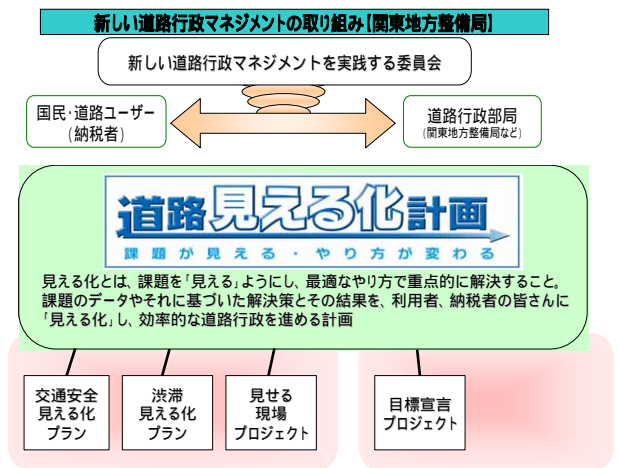 新しい道路行政マネジメントの取り組み【関東地方整備局】
新しい道路行政マネジメントを実践する委員会
国民・道路ユーザー
(納税者)
道路行政部局
(関東地方整備局など)
道路見える化計画
課題が見える・やり方が変わる
見える化とは、課題を「見える」ようにし、最適なやり方で重点的に解決すること。
課題のデータやそれに基づいた解決策とその結果を、利用者、納税者の皆さんに
「見える化」し、効率的な道路行政を進める計画
交通安全
見える化
プラン
渋滞
見える化
プラン
見せる
現場
プロジェクト
目標宣言
プロジェクト